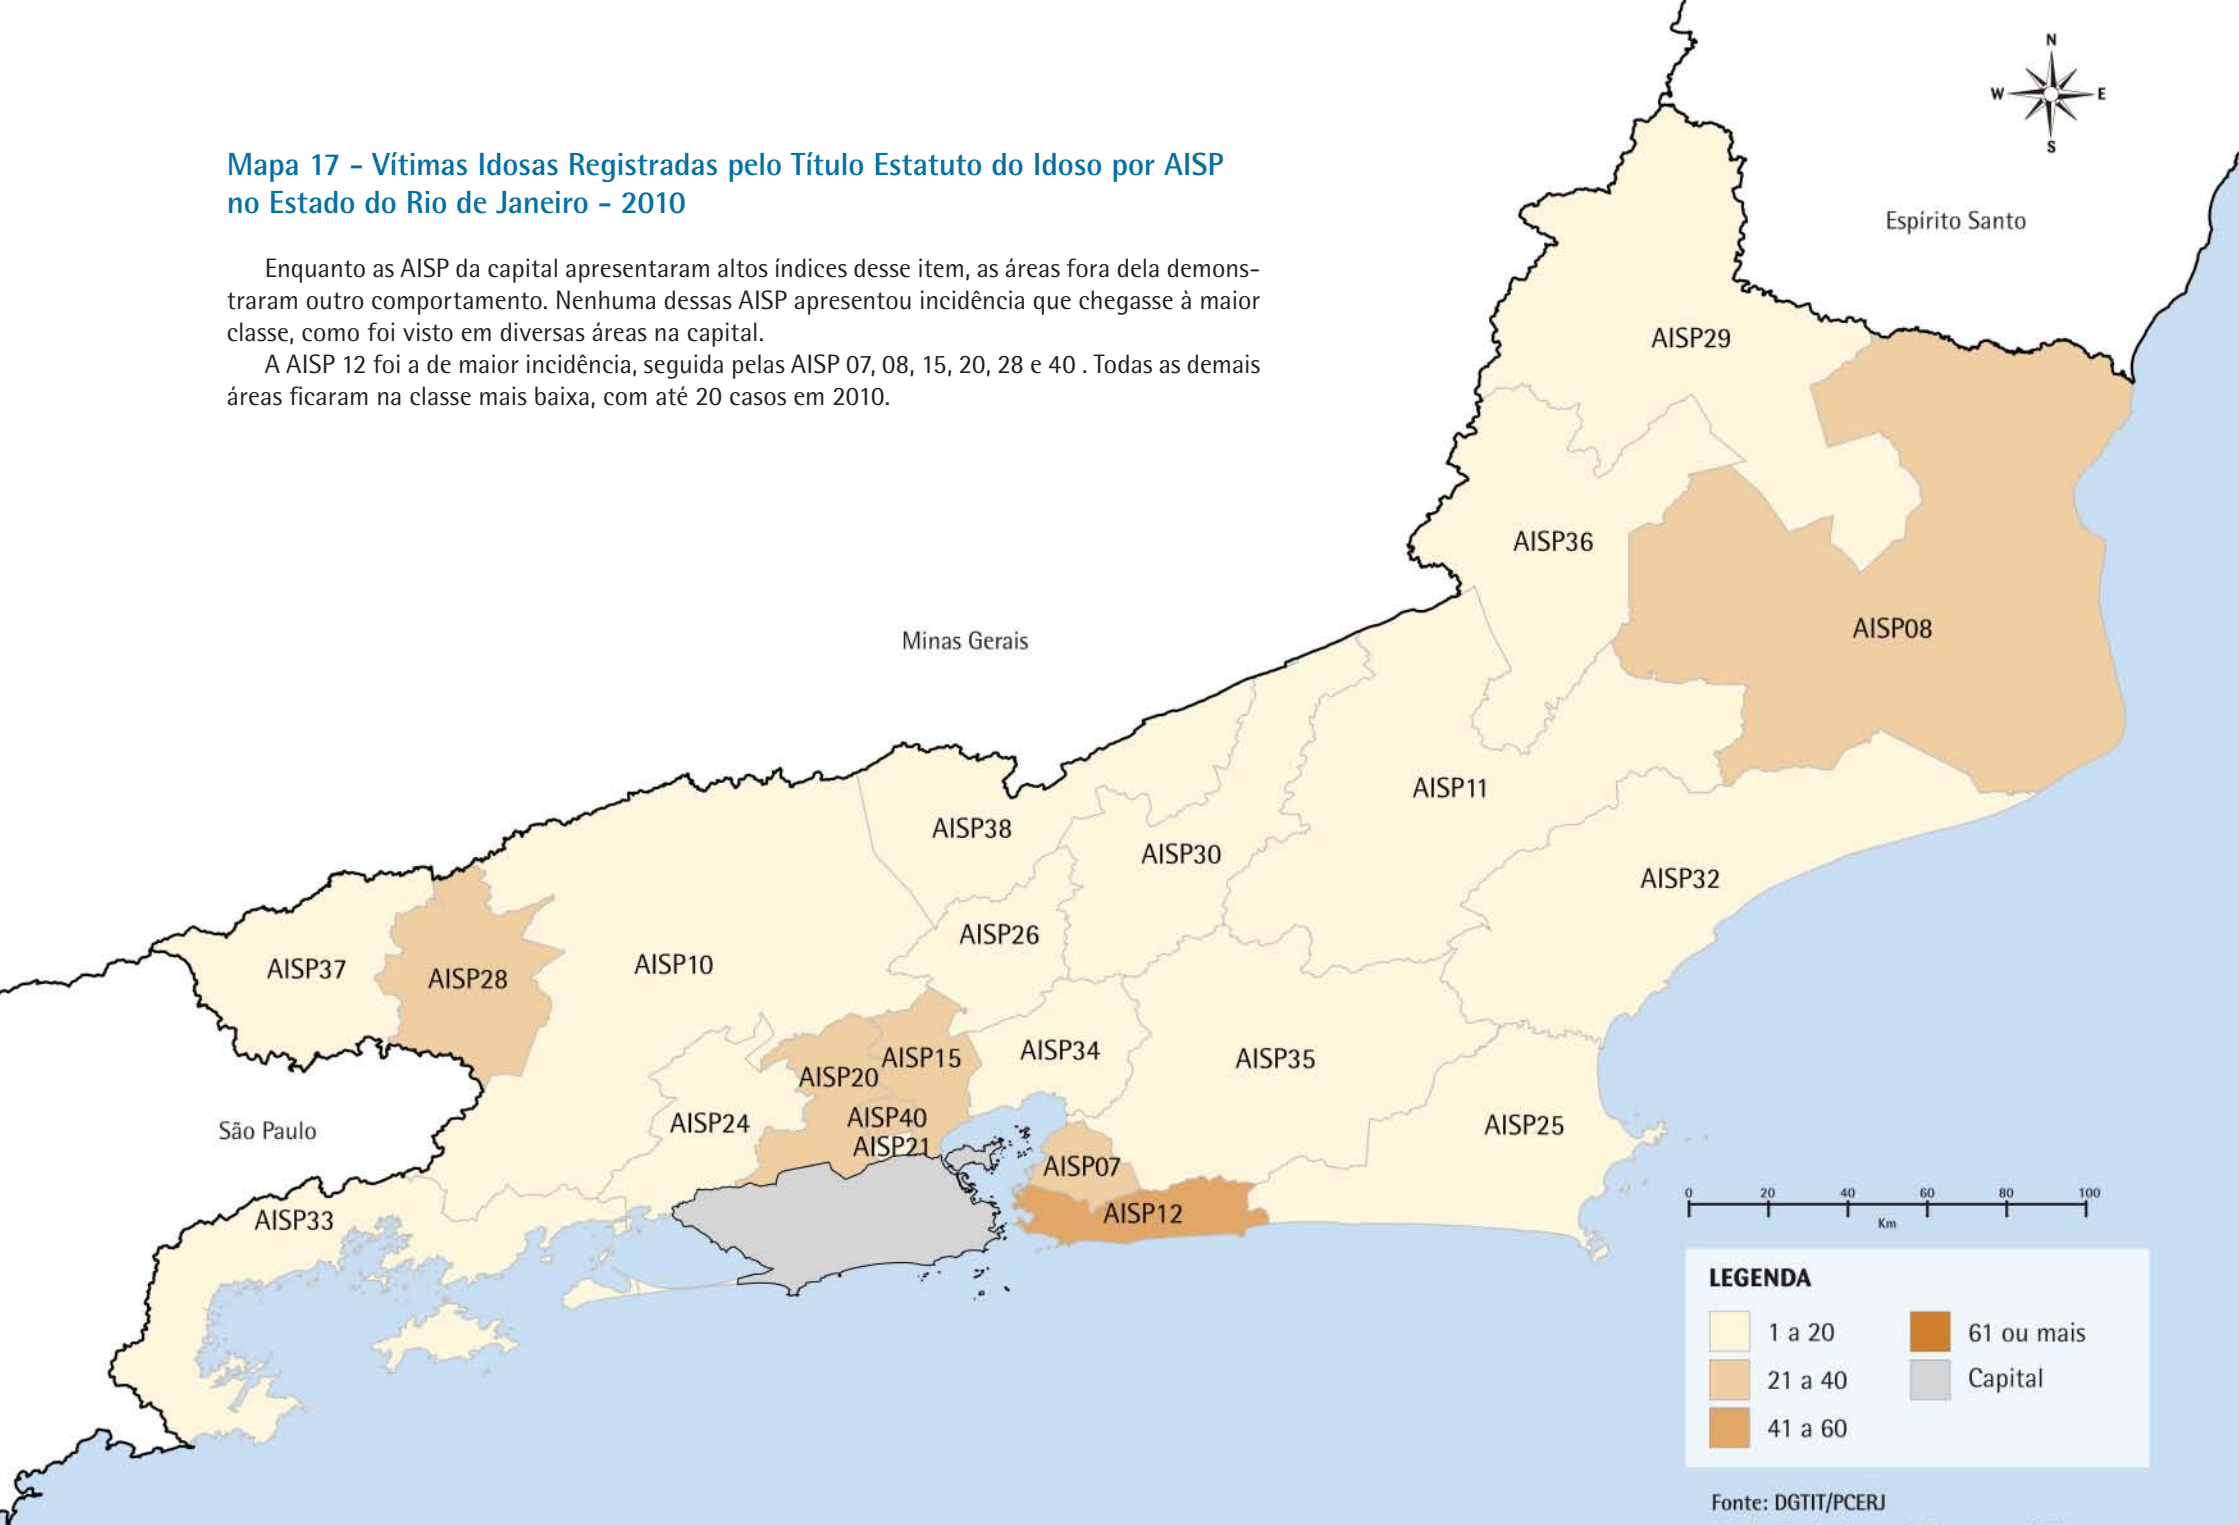 Mapa 17 - Vítimas Idosas Registradas pelo Título Estatuto do Idoso por AISP
no Estado do Rio de Janeiro - 2010
Enquanto as AISP da capital apresentaram altos índices desse item, as áreas fora dela demons-
traram outro comportamento. Nenhuma dessas AISP apresentou incidência que chegasse à maior
classe, como foi visto em diversas áreas na capital.
A AISP 12 foi a de maior incidência, seguida pelas AISP 07, 08, 15, 20, 28 e 40 . Todas as demais
áreas ficaram na classe mais baixa, com até 20 casos em 2010.
N
W
E
S
Espírito Santo
AISP29
AISP36
AISP08
Minas Gerais
AISP11
AISP38
AISP30
AISP32
AISP26
AISP37
AISP28
AISP10
AISP34
AISP15
AISP35
AISP20
AISP40
AISP24
AISP25
São Paulo
AISP21
AISP07
AISP12
AISP33
0 20 40 60 80 100
Km
LEGENDA
1 a 20
21 a 40
41 a 60
61 ou mais
Capital
Fonte: DGTIT/PCERJ